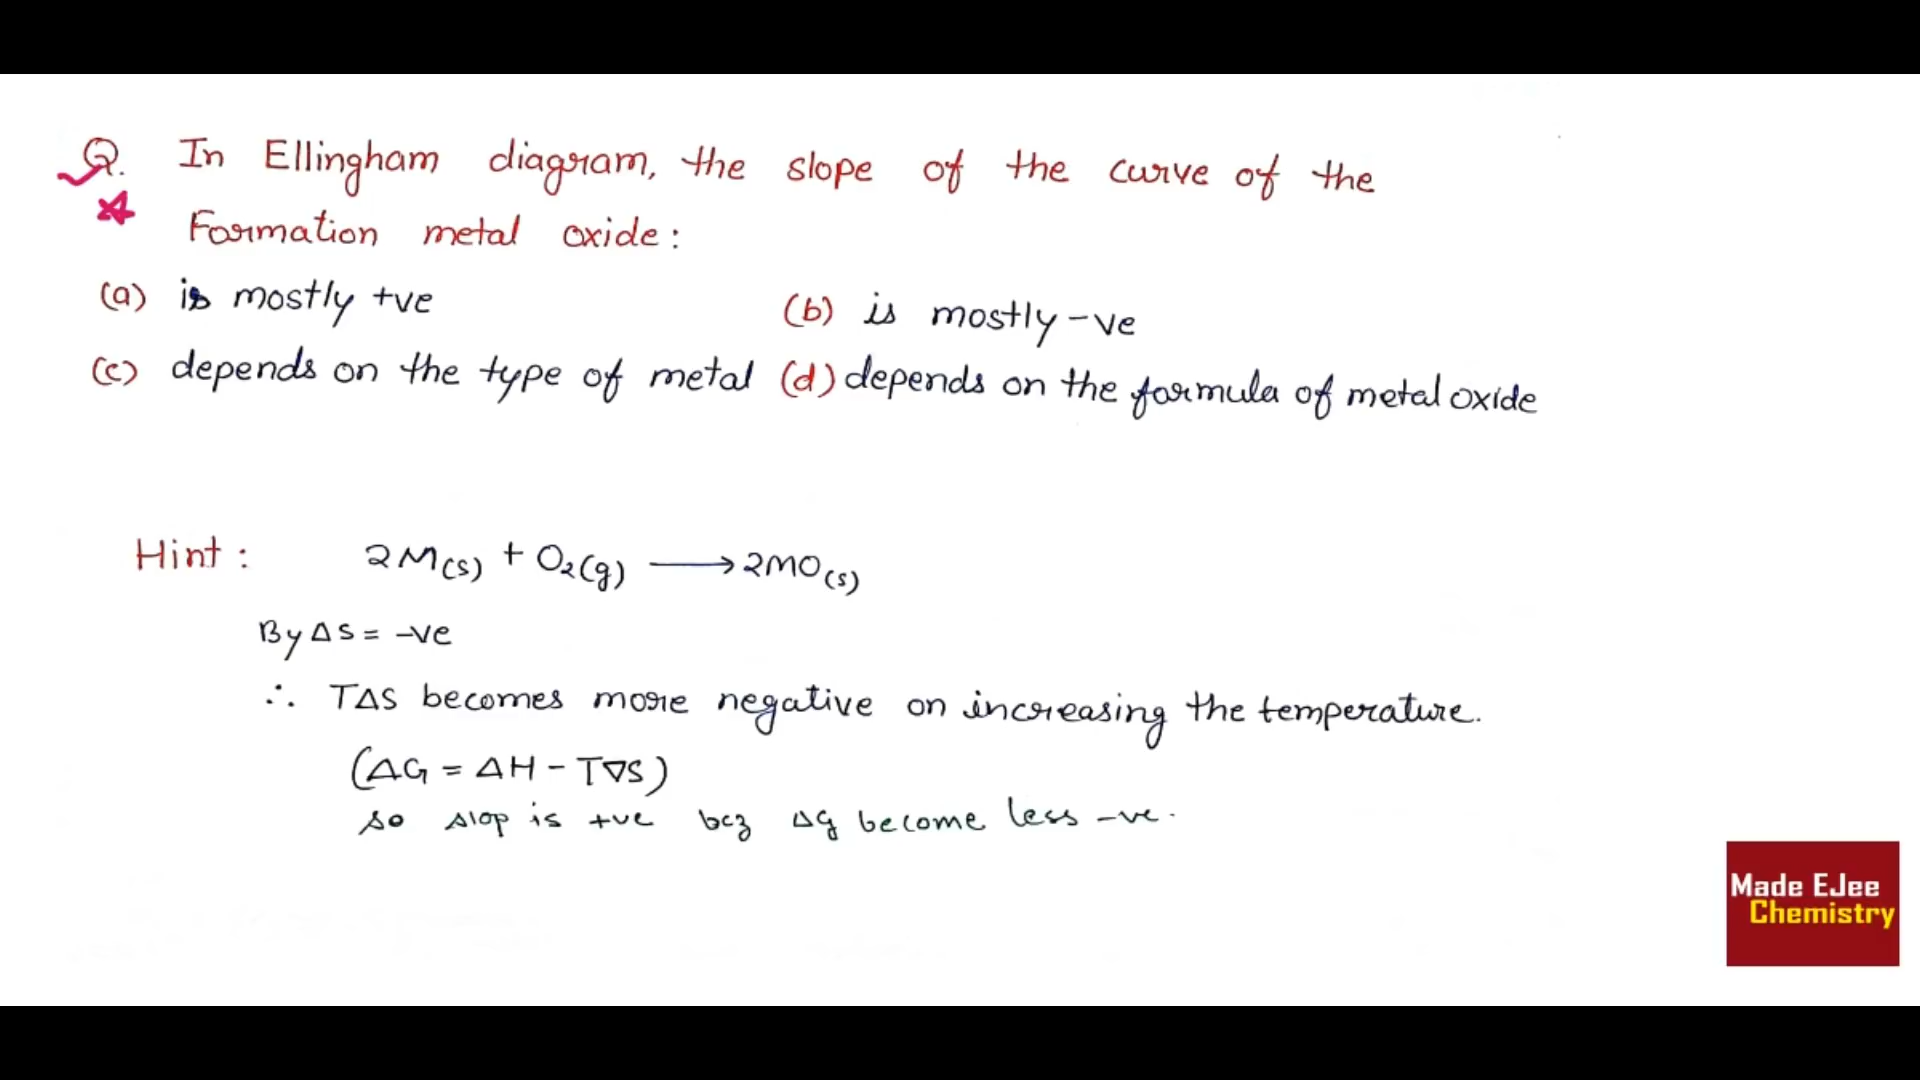 Q. In Ellingham diagram, the slope of the curve of the
Formation metal oxide:
(a) is mostly +ve
(b) is mostly -ve
(c) depends on the type of metal
(d) depends on the formula of metal oxide
Hint: 2M(s) + O2(g) ⟶ 2MO(s)
By ΔS = -ve
∴ TΔS becomes more negative on increasing the temperature.
(ΔG = ΔH - T∇S)
so slop is +ve bcz ΔG become less -ve.
Made EJee
Chemistry